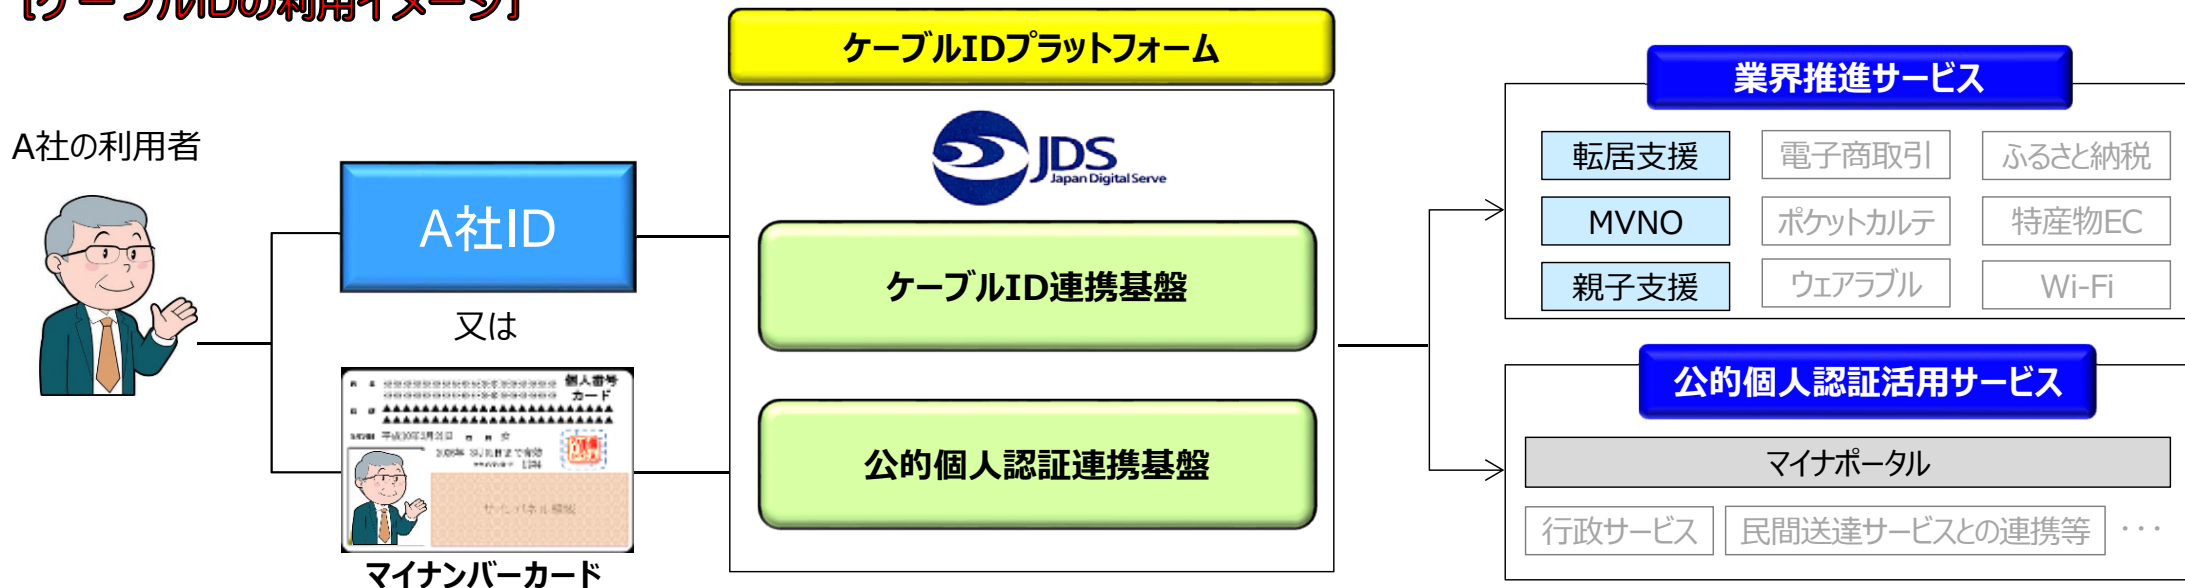 [ケーブルIDの利用イメージ]
ケーブルIDプラットフォーム
業界推進サービス
A社の利用者
JDS
Japan Digital Serve
転居支援
電子商取引
ふるさと納税
A社ID
MVNO
ポケットカルテ
特産物EC
ケーブルID連携基盤
親子支援
ウェアラブル
Wi-Fi
又は
公的個人認証活用サービス
個人番号
カード
公的個人認証連携基盤
マイナポータル
行政サービス
民間送達サービスとの連携等
・・・
マイナンバーカード